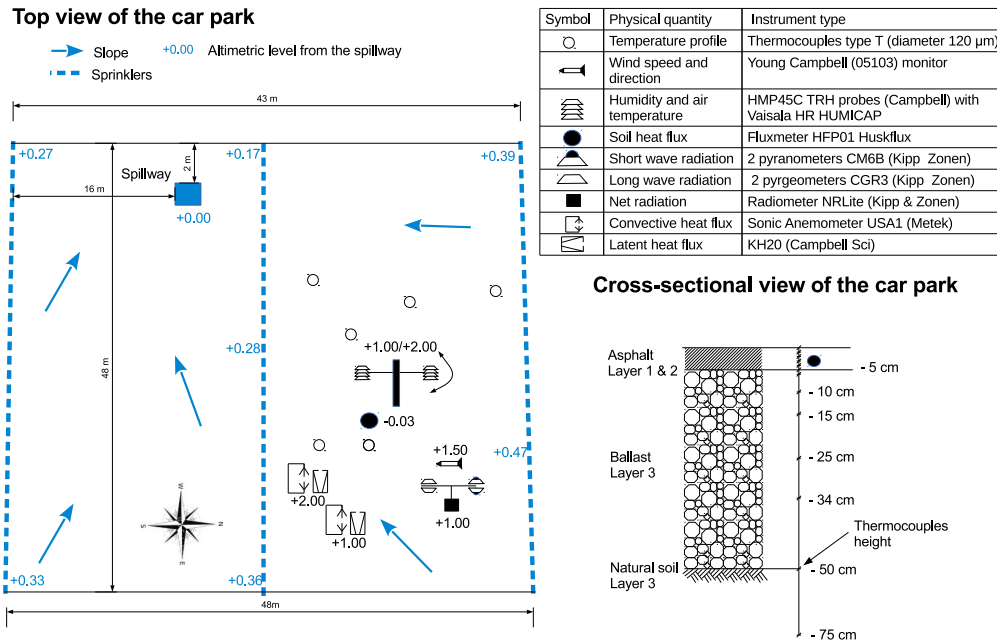 Top view of the car park
Slope
+0.00 Altimetric level from the spillway
Sprinklers
43 m
+0.27
+0.17
+0.39
2 m
Spillway
16 m
+0.00
48 m
+0.28
+1.00/+2.00
-0.03
+1.50
+0.47
+2.00
+1.00
+1.00
W
S
N
E
+0.33
+0.36
48m
Symbol Physical quantity Instrument type
Temperature profile Thermocouples type T (diameter 120 µm)
Wind speed and direction Young Campbell (05103) monitor
Humidity and air temperature HMP45C TRH probes (Campbell) with Vaisala HR HUMICAP
Soil heat flux Fluxmeter HFP01 Huskflux
Short wave radiation 2 pyranometers CM6B (Kipp Zonen)
Long wave radiation 2 pyrgeometers CGR3 (Kipp Zonen)
Net radiation Radiometer NRLite (Kipp & Zonen)
Convective heat flux Sonic Anemometer USA1 (Metek)
Latent heat flux KH20 (Campbell Sci)
Cross-sectional view of the car park
Asphalt
Layer 1 & 2
- 5 cm
- 10 cm
- 15 cm
Ballast
Layer 3
- 25 cm
- 34 cm
Thermocouples
height
Natural soil
Layer 3
- 50 cm
- 75 cm